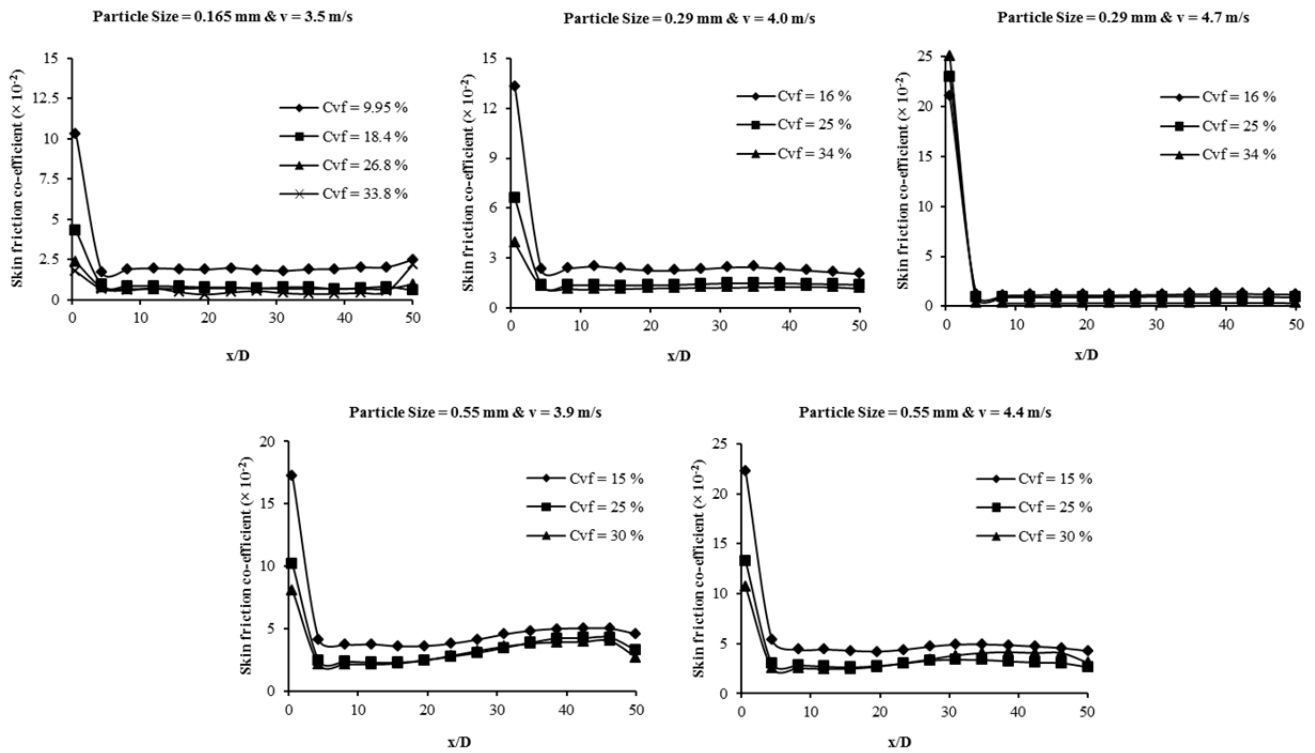 Particle Size = 0.165 mm & v = 3.5 m/s
Skin friction co-efficient (× 10⁻²)
15
12.5
10
7.5
5
2.5
0
0 10 20 30 40 50
x/D
Cvf = 9.95 %
Cvf = 18.4 %
Cvf = 26.8 %
Cvf = 33.8 %
Particle Size = 0.29 mm & v = 4.0 m/s
Skin friction co-efficient (× 10⁻²)
15
12
9
6
3
0
0 10 20 30 40 50
x/D
Cvf = 16 %
Cvf = 25 %
Cvf = 34 %
Particle Size = 0.29 mm & v = 4.7 m/s
Skin friction co-efficient (× 10⁻²)
25
20
15
10
5
0
0 10 20 30 40 50
x/D
Cvf = 16 %
Cvf = 25 %
Cvf = 34 %
Particle Size = 0.55 mm & v = 3.9 m/s
Skin friction co-efficient (× 10⁻²)
20
15
10
5
0
0 10 20 30 40 50
x/D
Cvf = 15 %
Cvf = 25 %
Cvf = 30 %
Particle Size = 0.55 mm & v = 4.4 m/s
Skin friction co-efficient (× 10⁻²)
25
20
15
10
5
0
0 10 20 30 40 50
x/D
Cvf = 15 %
Cvf = 25 %
Cvf = 30 %